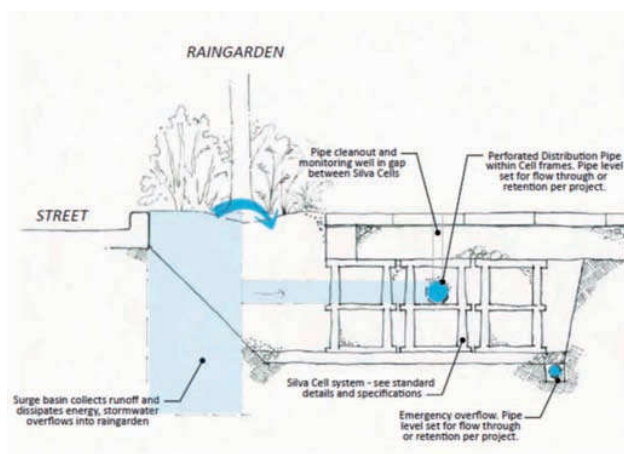 RAINGARDEN
Pipe cleanout and
monitoring well in gap
between Silva Cells
Perforated Distribution Pipe
within Cell frames. Pipe level
set for flow through or
retention per project.
STREET
Silva Cell system - see standard
details and specifications
Surge basin collects runoff and
dissipates energy, stormwater
overflows into raingarden
Emergency overflow. Pipe
level set for flow through
or retention per project.